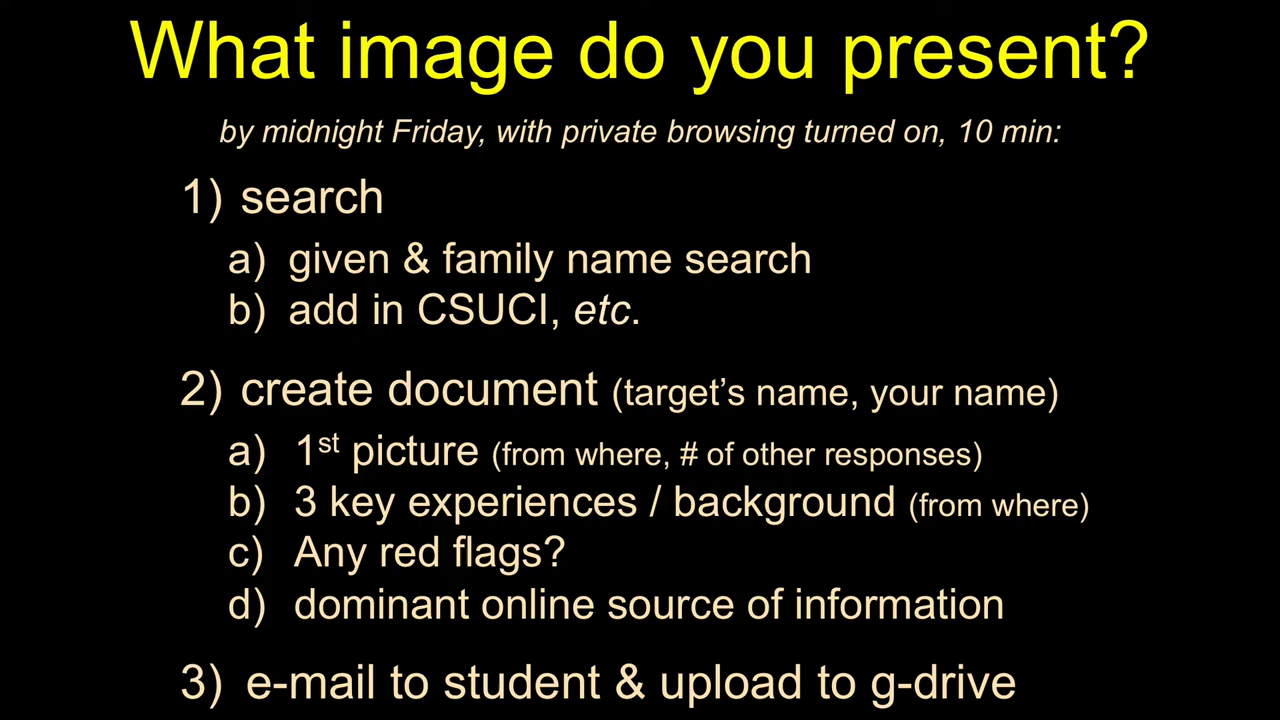 What image do you present?
by midnight Friday, with private browsing turned on, 10 min:
1) search
a) given & family name search
b) add in CSUCI, etc.
2) create document (target’s name, your name)
a) 1st picture (from where, # of other responses)
b) 3 key experiences / background (from where)
c) Any red flags?
d) dominant online source of information
3) e-mail to student & upload to g-drive